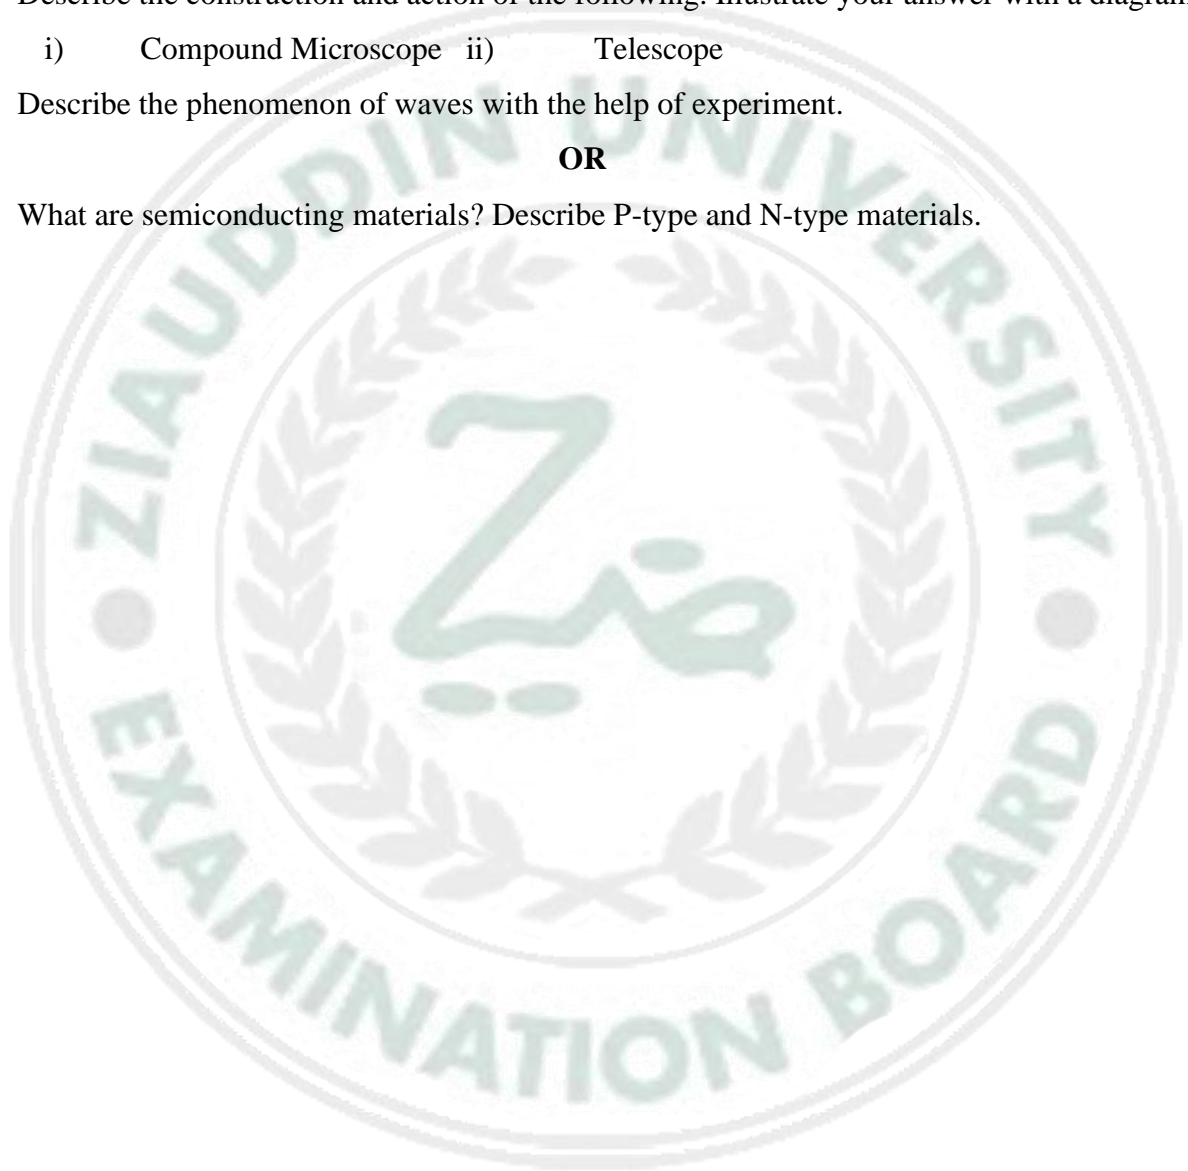 Describe the construction and action of the following. Illustrate your answer with a diagram
i) Compound Microscope ii) Telescope
Describe the phenomenon of waves with the help of experiment.
OR
What are semiconducting materials? Describe P-type and N-type materials.
ZIAUDDIN UNIVERSITY
EXAMINATION BOARD